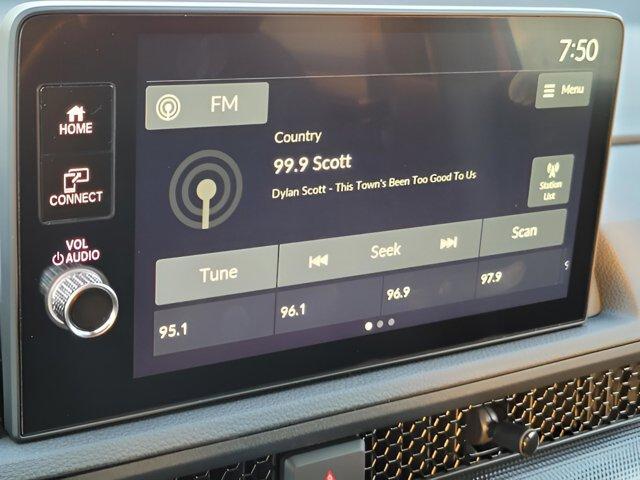 7:50
FM
Menu
HOME
Country
99.9 Scott
Dylan Scott - This Town's Been Too Good To Us
CONNECT
Station
List
VOL
AUDIO
Tune
Seek
Scan
95.1
96.1
96.9
97.9
9